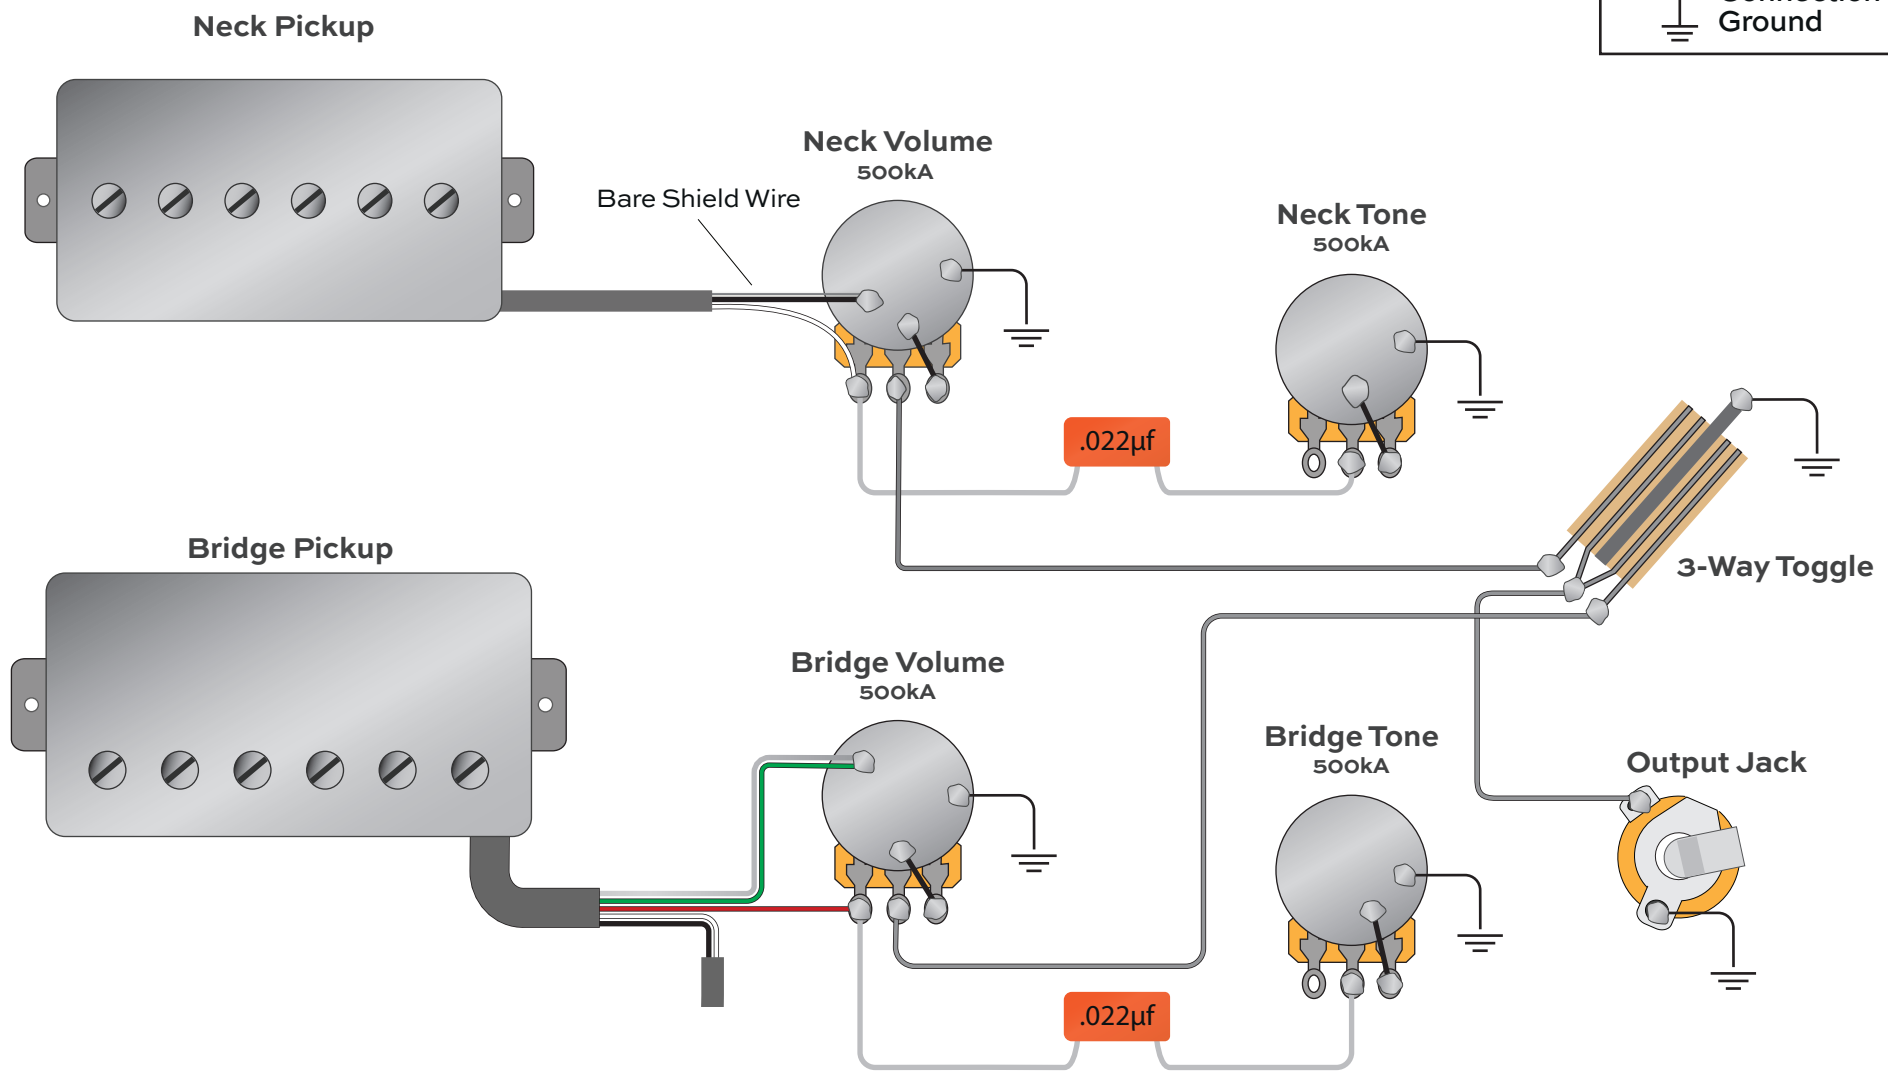 Neck Pickup
Connection
Ground
Neck Volume
500kA
Bare Shield Wire
Neck Tone
500kA
.022µf
Bridge Pickup
3-Way Toggle
Bridge Volume
500kA
Bridge Tone
500kA
Output Jack
.022µf